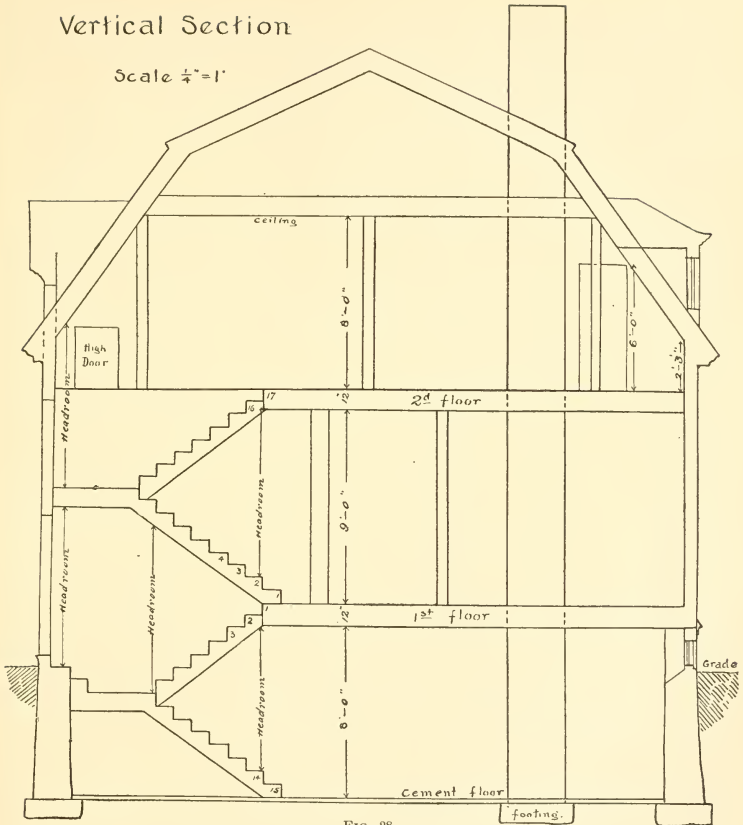 Vertical Section
Scale ¼"=1'
ceiling
8'-0"
6'-0"
2'-3"
High
Door
Headroom
17
16
12
2d floor
Headroom
9'-0"
4
3
2
1
Headroom
Headroom
1
2
3
12
1st floor
Grade
Headroom
8'-0"
14
15
Cement floor
footing.